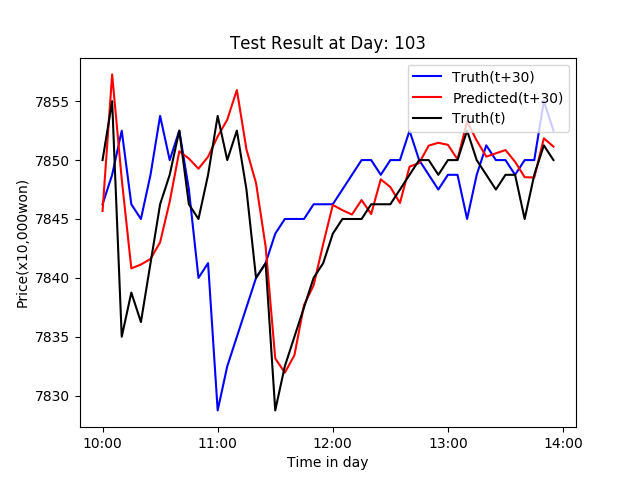 Test Result at Day: 103
Truth(t+30)
Predicted(t+30)
Truth(t)
Price(x10,000won)
7855
7850
7845
7840
7835
7830
10:00 11:00 12:00 13:00 14:00
Time in day